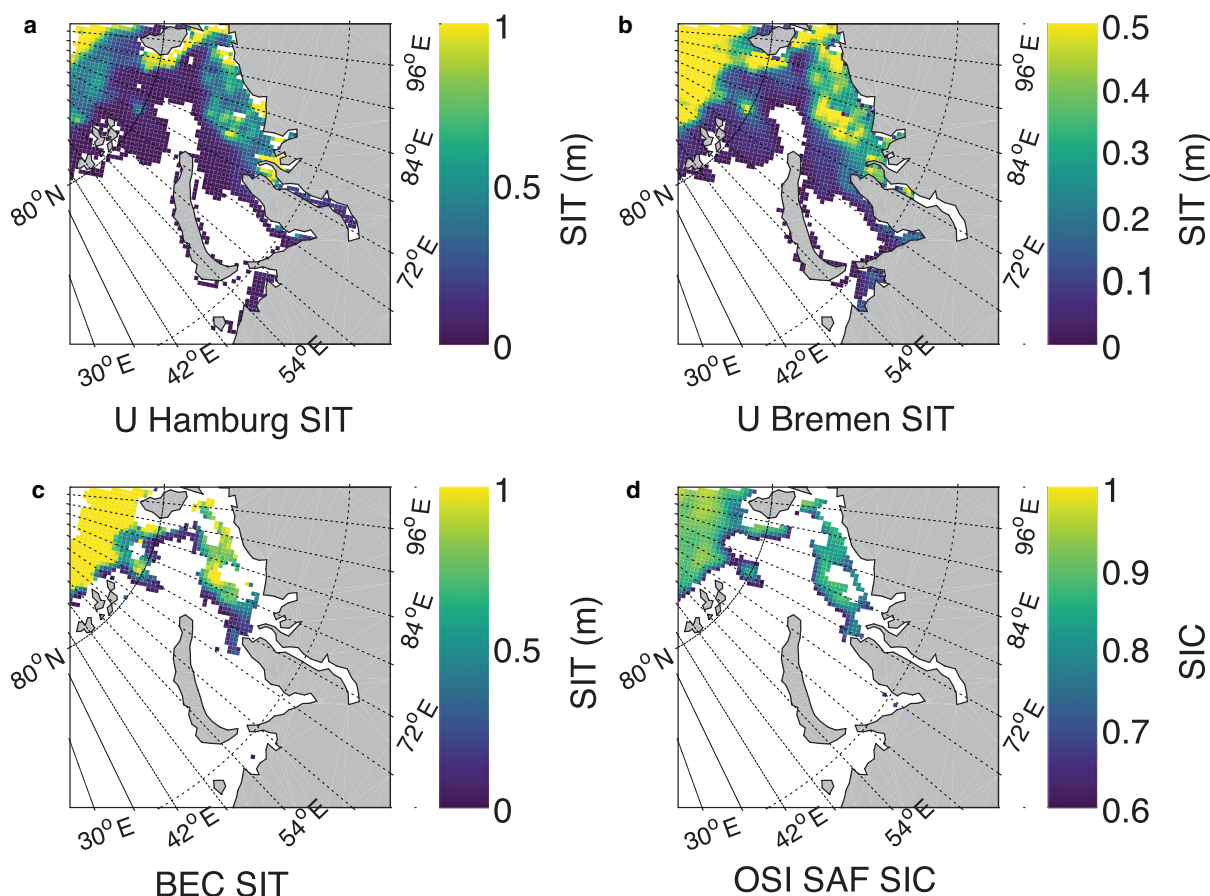 a
b
1
0.5
0
SIT (m)
96°E
84°E
72°E
80°N
30°E
42°E
54°E
U Hamburg SIT
0.5
0.4
0.3
0.2
0.1
0
SIT (m)
96°E
84°E
72°E
80°N
30°E
42°E
54°E
U Bremen SIT
c
d
1
0.5
0
SIT (m)
96°E
84°E
72°E
80°N
30°E
42°E
54°E
BEC SIT
1
0.9
0.8
0.7
0.6
SIC
96°E
84°E
72°E
80°N
30°E
42°E
54°E
OSI SAF SIC